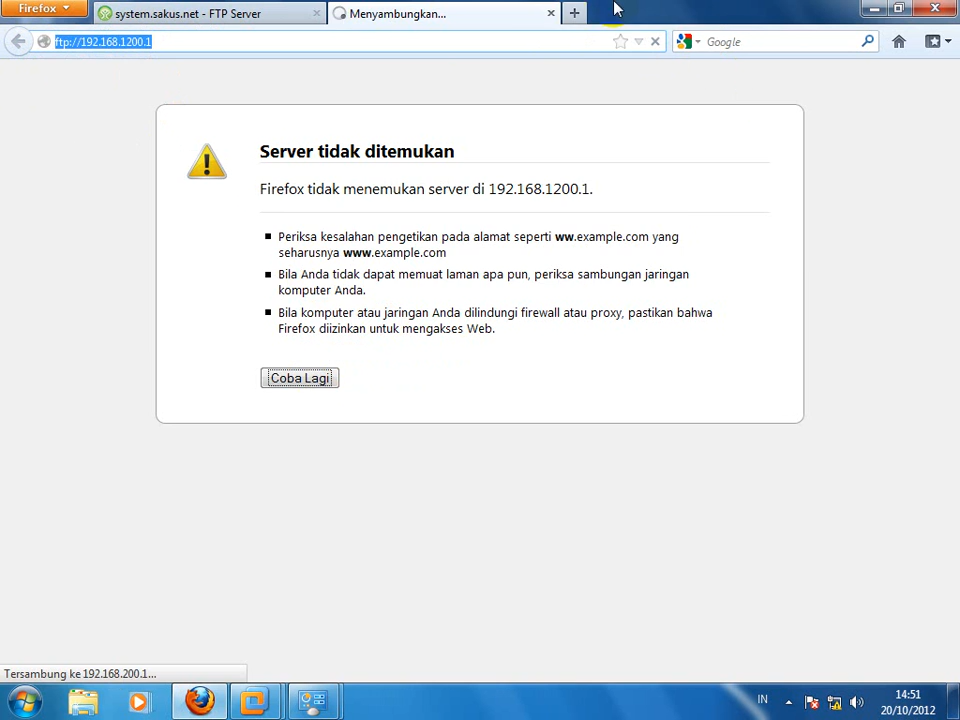 Firefox
system.sakus.net - FTP Server
Menyambungkan...
ftp://192.168.1200.1
Google
Server tidak ditemukan
Firefox tidak menemukan server di 192.168.1200.1.
Periksa kesalahan pengetikan pada alamat seperti ww.example.com yang
seharusnya www.example.com
Bila Anda tidak dapat memuat laman apa pun, periksa sambungan jaringan
komputer Anda.
Bila komputer atau jaringan Anda dilindungi firewall atau proxy, pastikan bahwa
Firefox diizinkan untuk mengakses Web.
Coba Lagi
Tersambung ke 192.168.200.1...
IN
14:51
20/10/2012